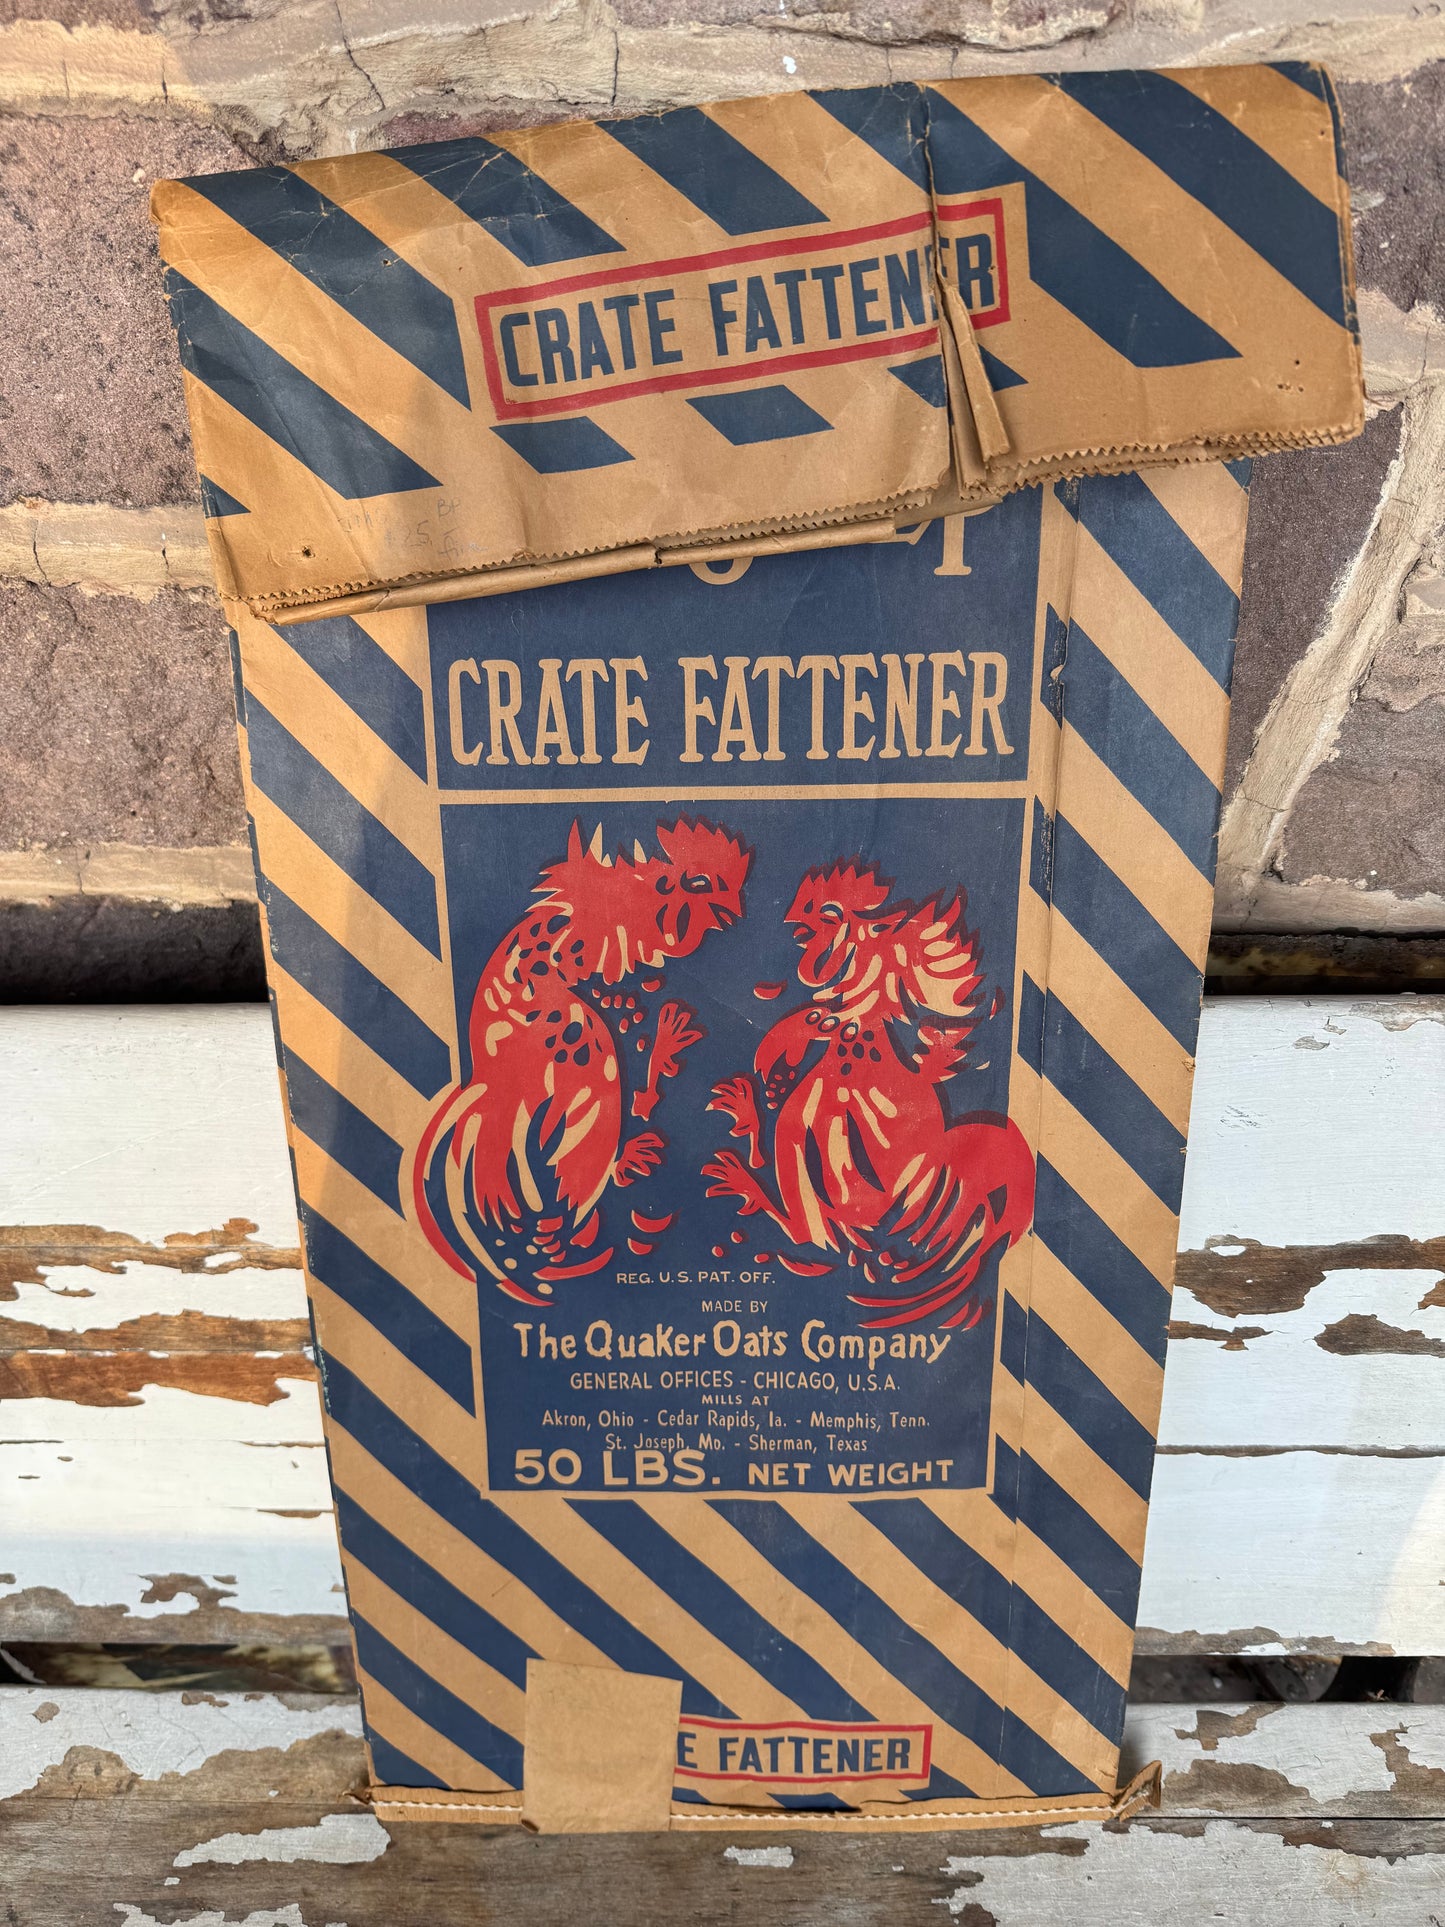 CRATE FATTENER
25.
CRATE FATTENER
REG. U.S. PAT. OFF.
MADE BY
The Quaker Oats Company
GENERAL OFFICES - CHICAGO, U.S.A.
MILLS AT
Akron, Ohio - Cedar Rapids, Ia. - Memphis, Tenn.
St. Joseph, Mo. - Sherman, Texas
50 LBS. NET WEIGHT
E FATTENER